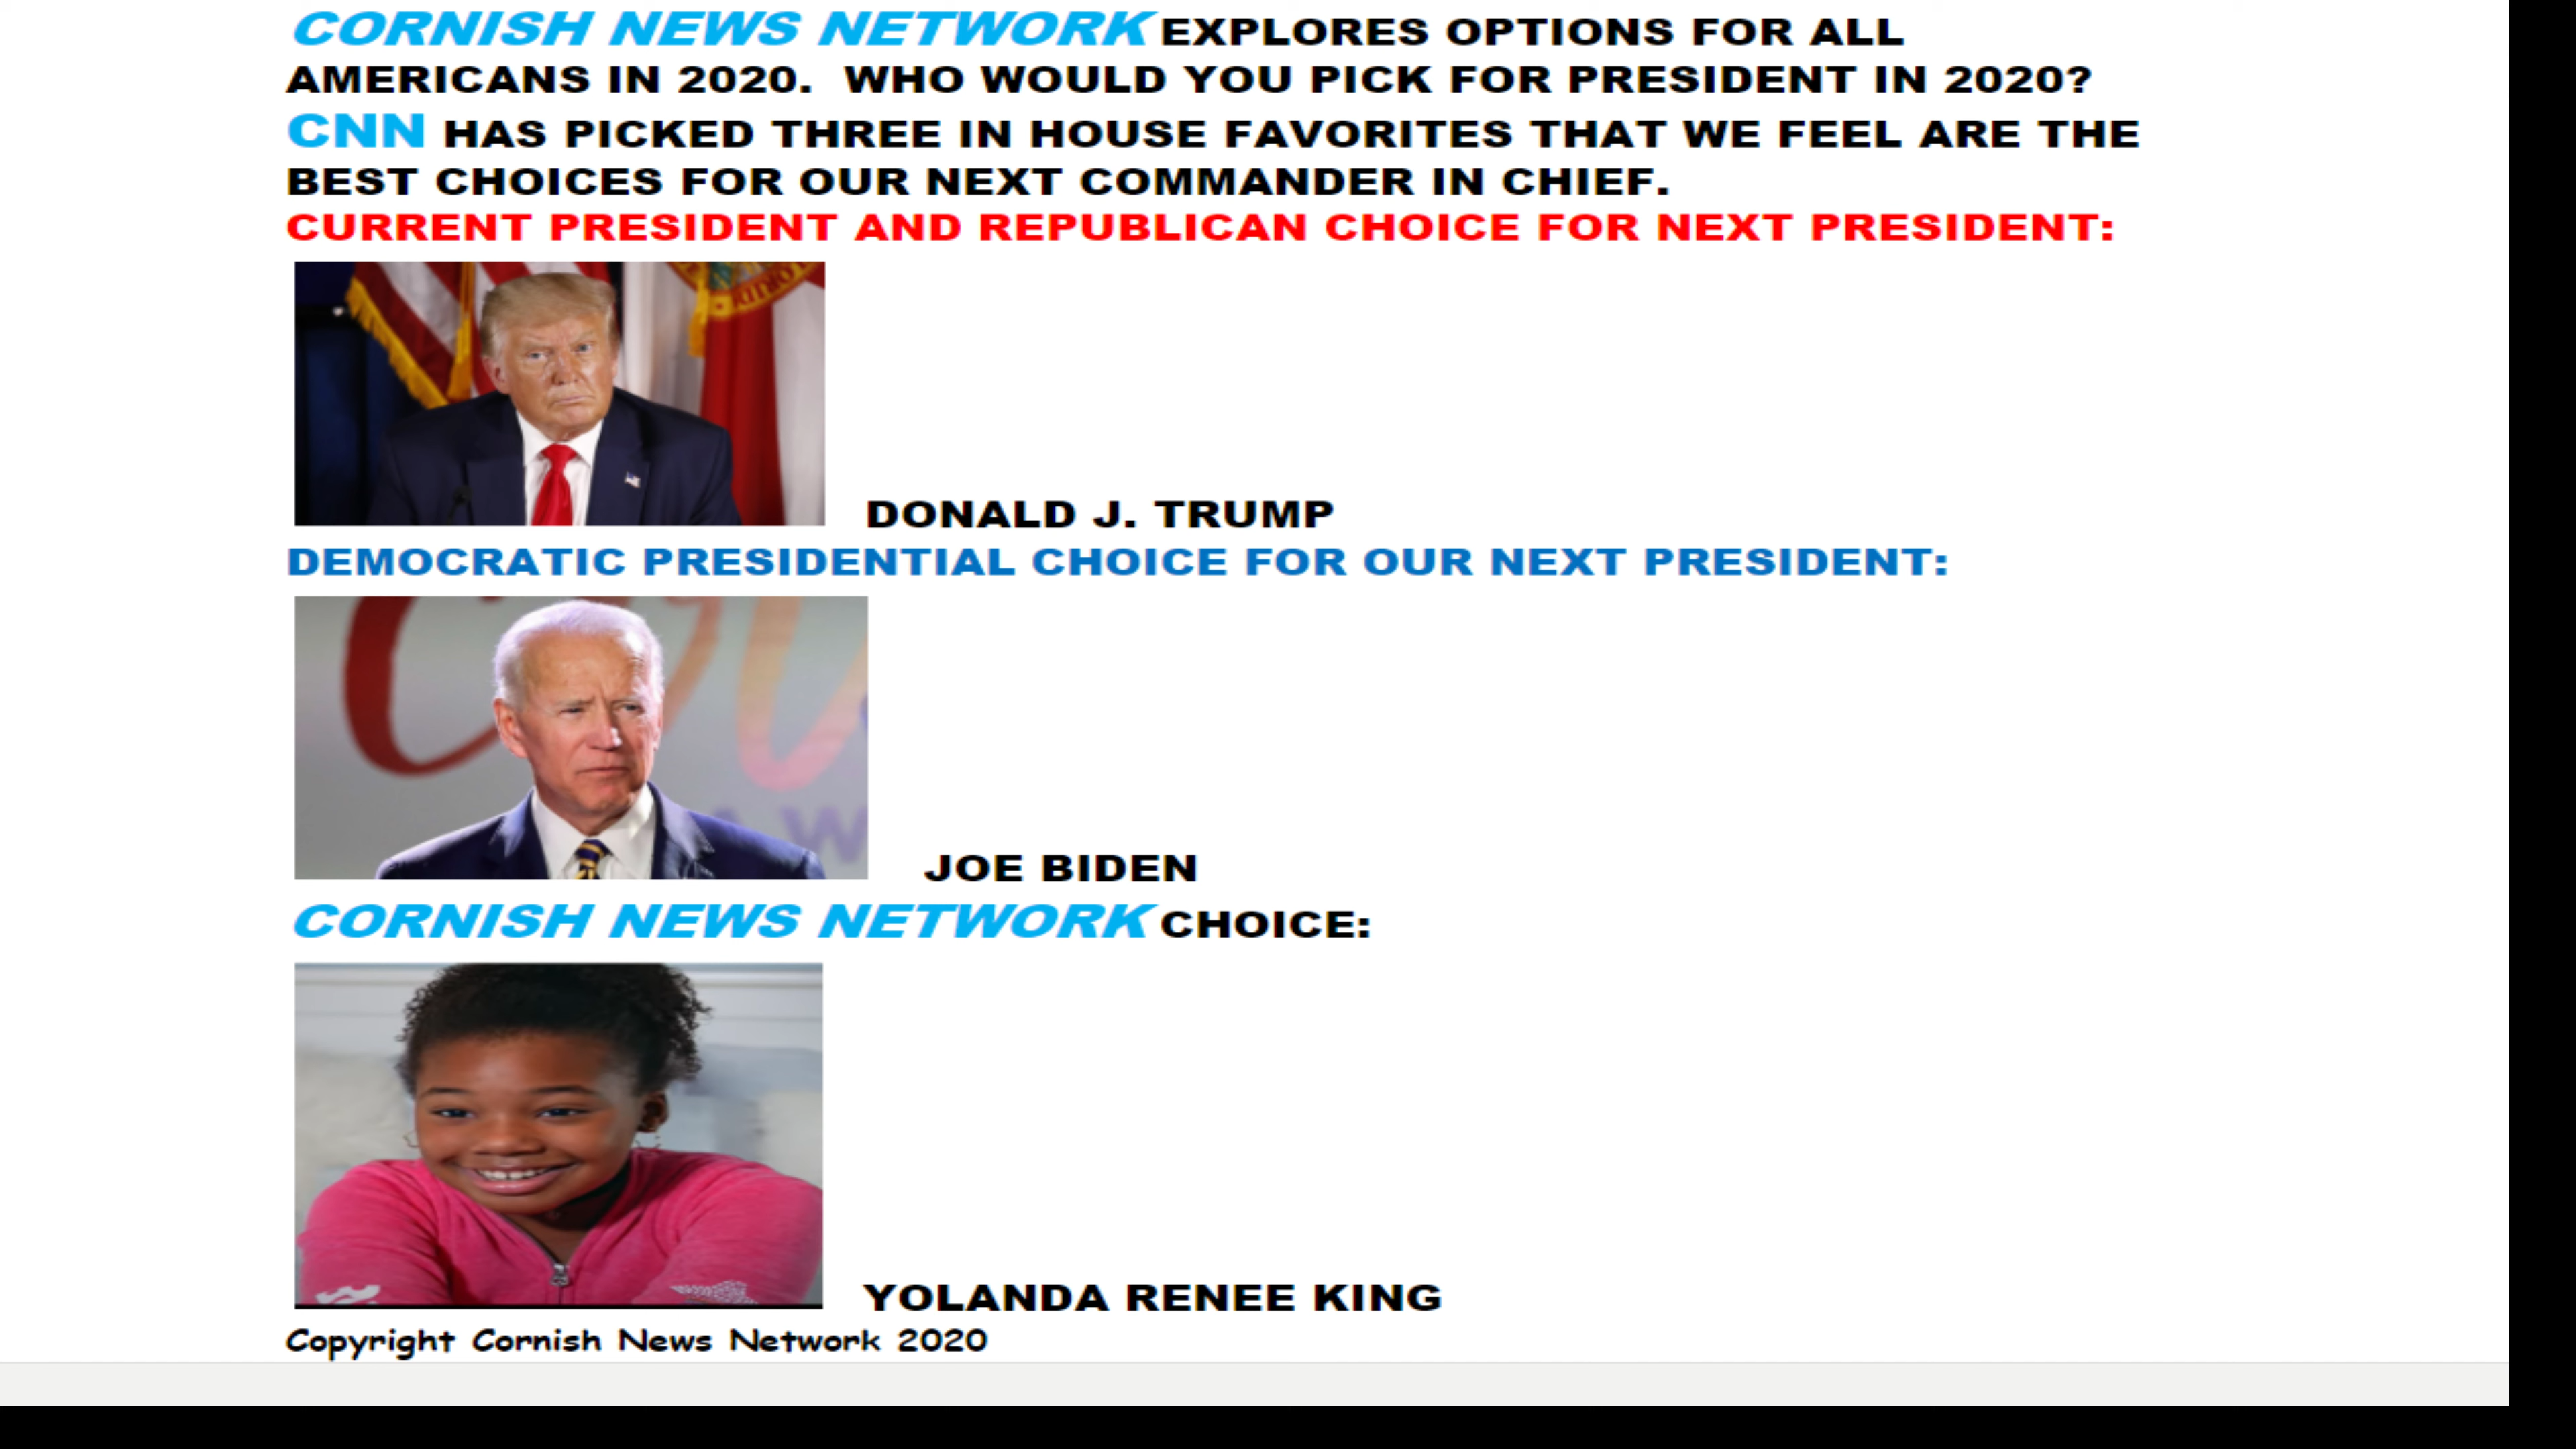 CORNISH NEWS NETWORK EXPLORES OPTIONS FOR ALL
AMERICANS IN 2020.  WHO WOULD YOU PICK FOR PRESIDENT IN 2020?
CNN HAS PICKED THREE IN HOUSE FAVORITES THAT WE FEEL ARE THE
BEST CHOICES FOR OUR NEXT COMMANDER IN CHIEF.
CURRENT PRESIDENT AND REPUBLICAN CHOICE FOR NEXT PRESIDENT:
DONALD J. TRUMP
DEMOCRATIC PRESIDENTIAL CHOICE FOR OUR NEXT PRESIDENT:
JOE BIDEN
CORNISH NEWS NETWORK CHOICE:
YOLANDA RENEE KING
Copyright Cornish News Network 2020